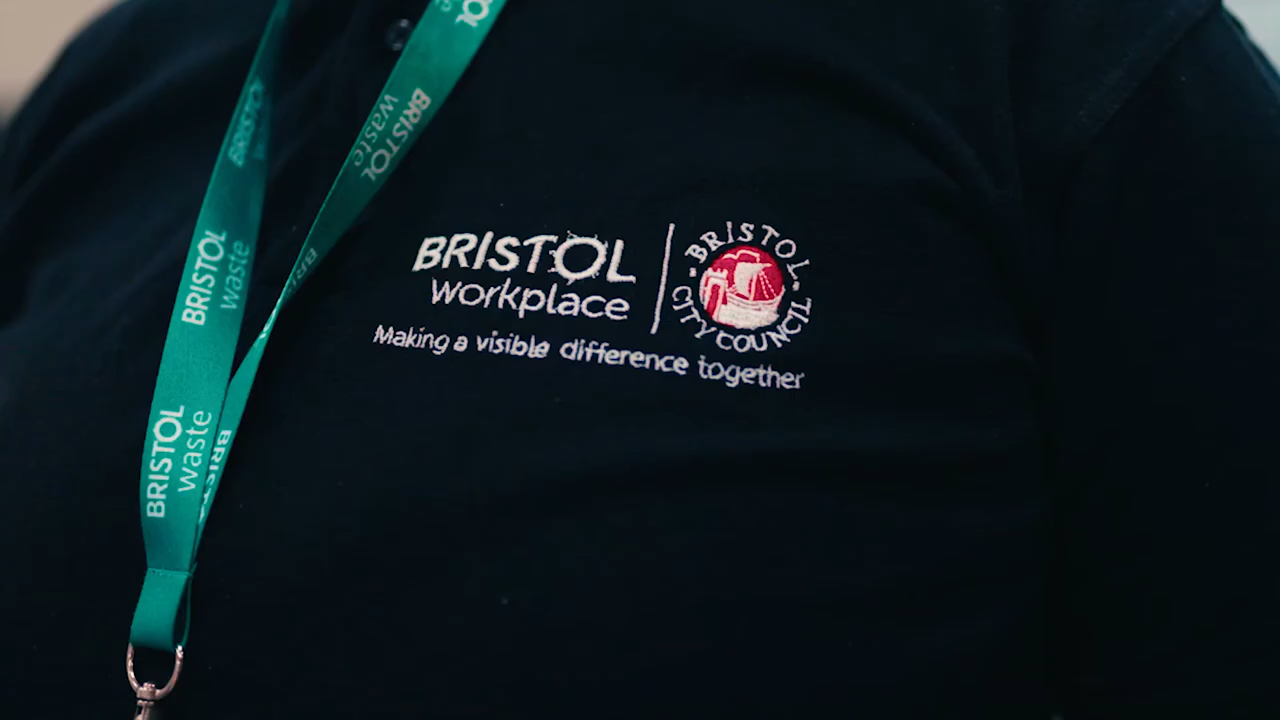 BRISTOL
workplace
Making a visible difference together
BRISTOL
CITY COUNCIL
BRISTOL
waste
BRISTOL
waste
BRISTOL
waste
BRISTOL